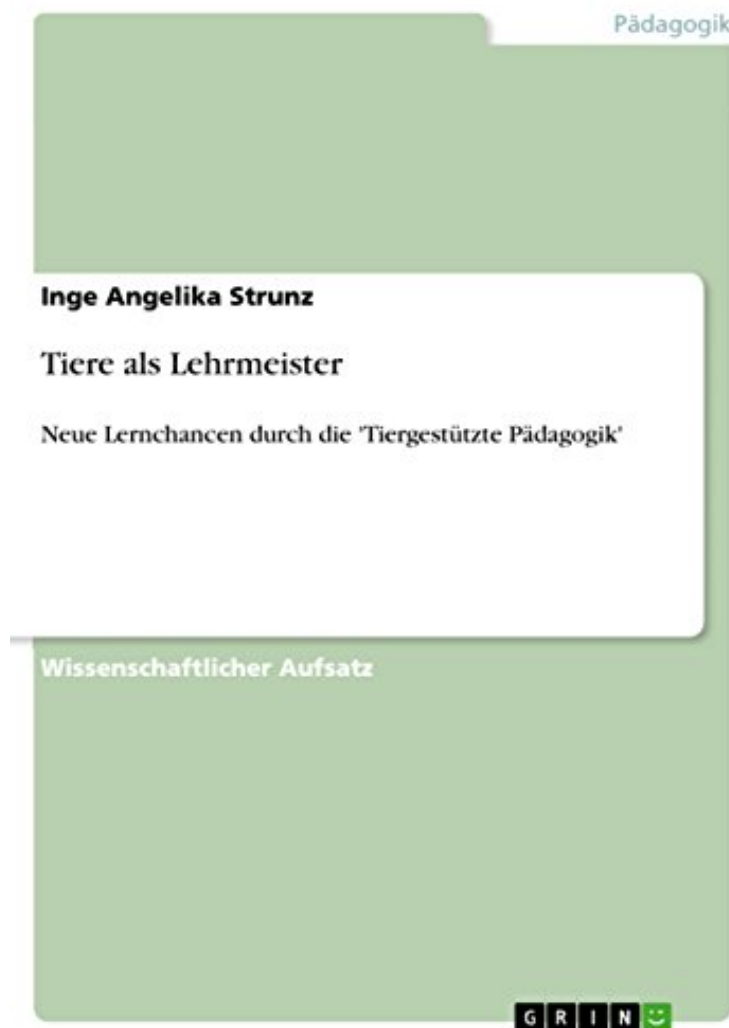 Pädagogik
Inge Angelika Strunz
Tiere als Lehrmeister
Neue Lernchancen durch die 'Tiergestützte Pädagogik'
Wissenschaftlicher Aufsatz
GRIN